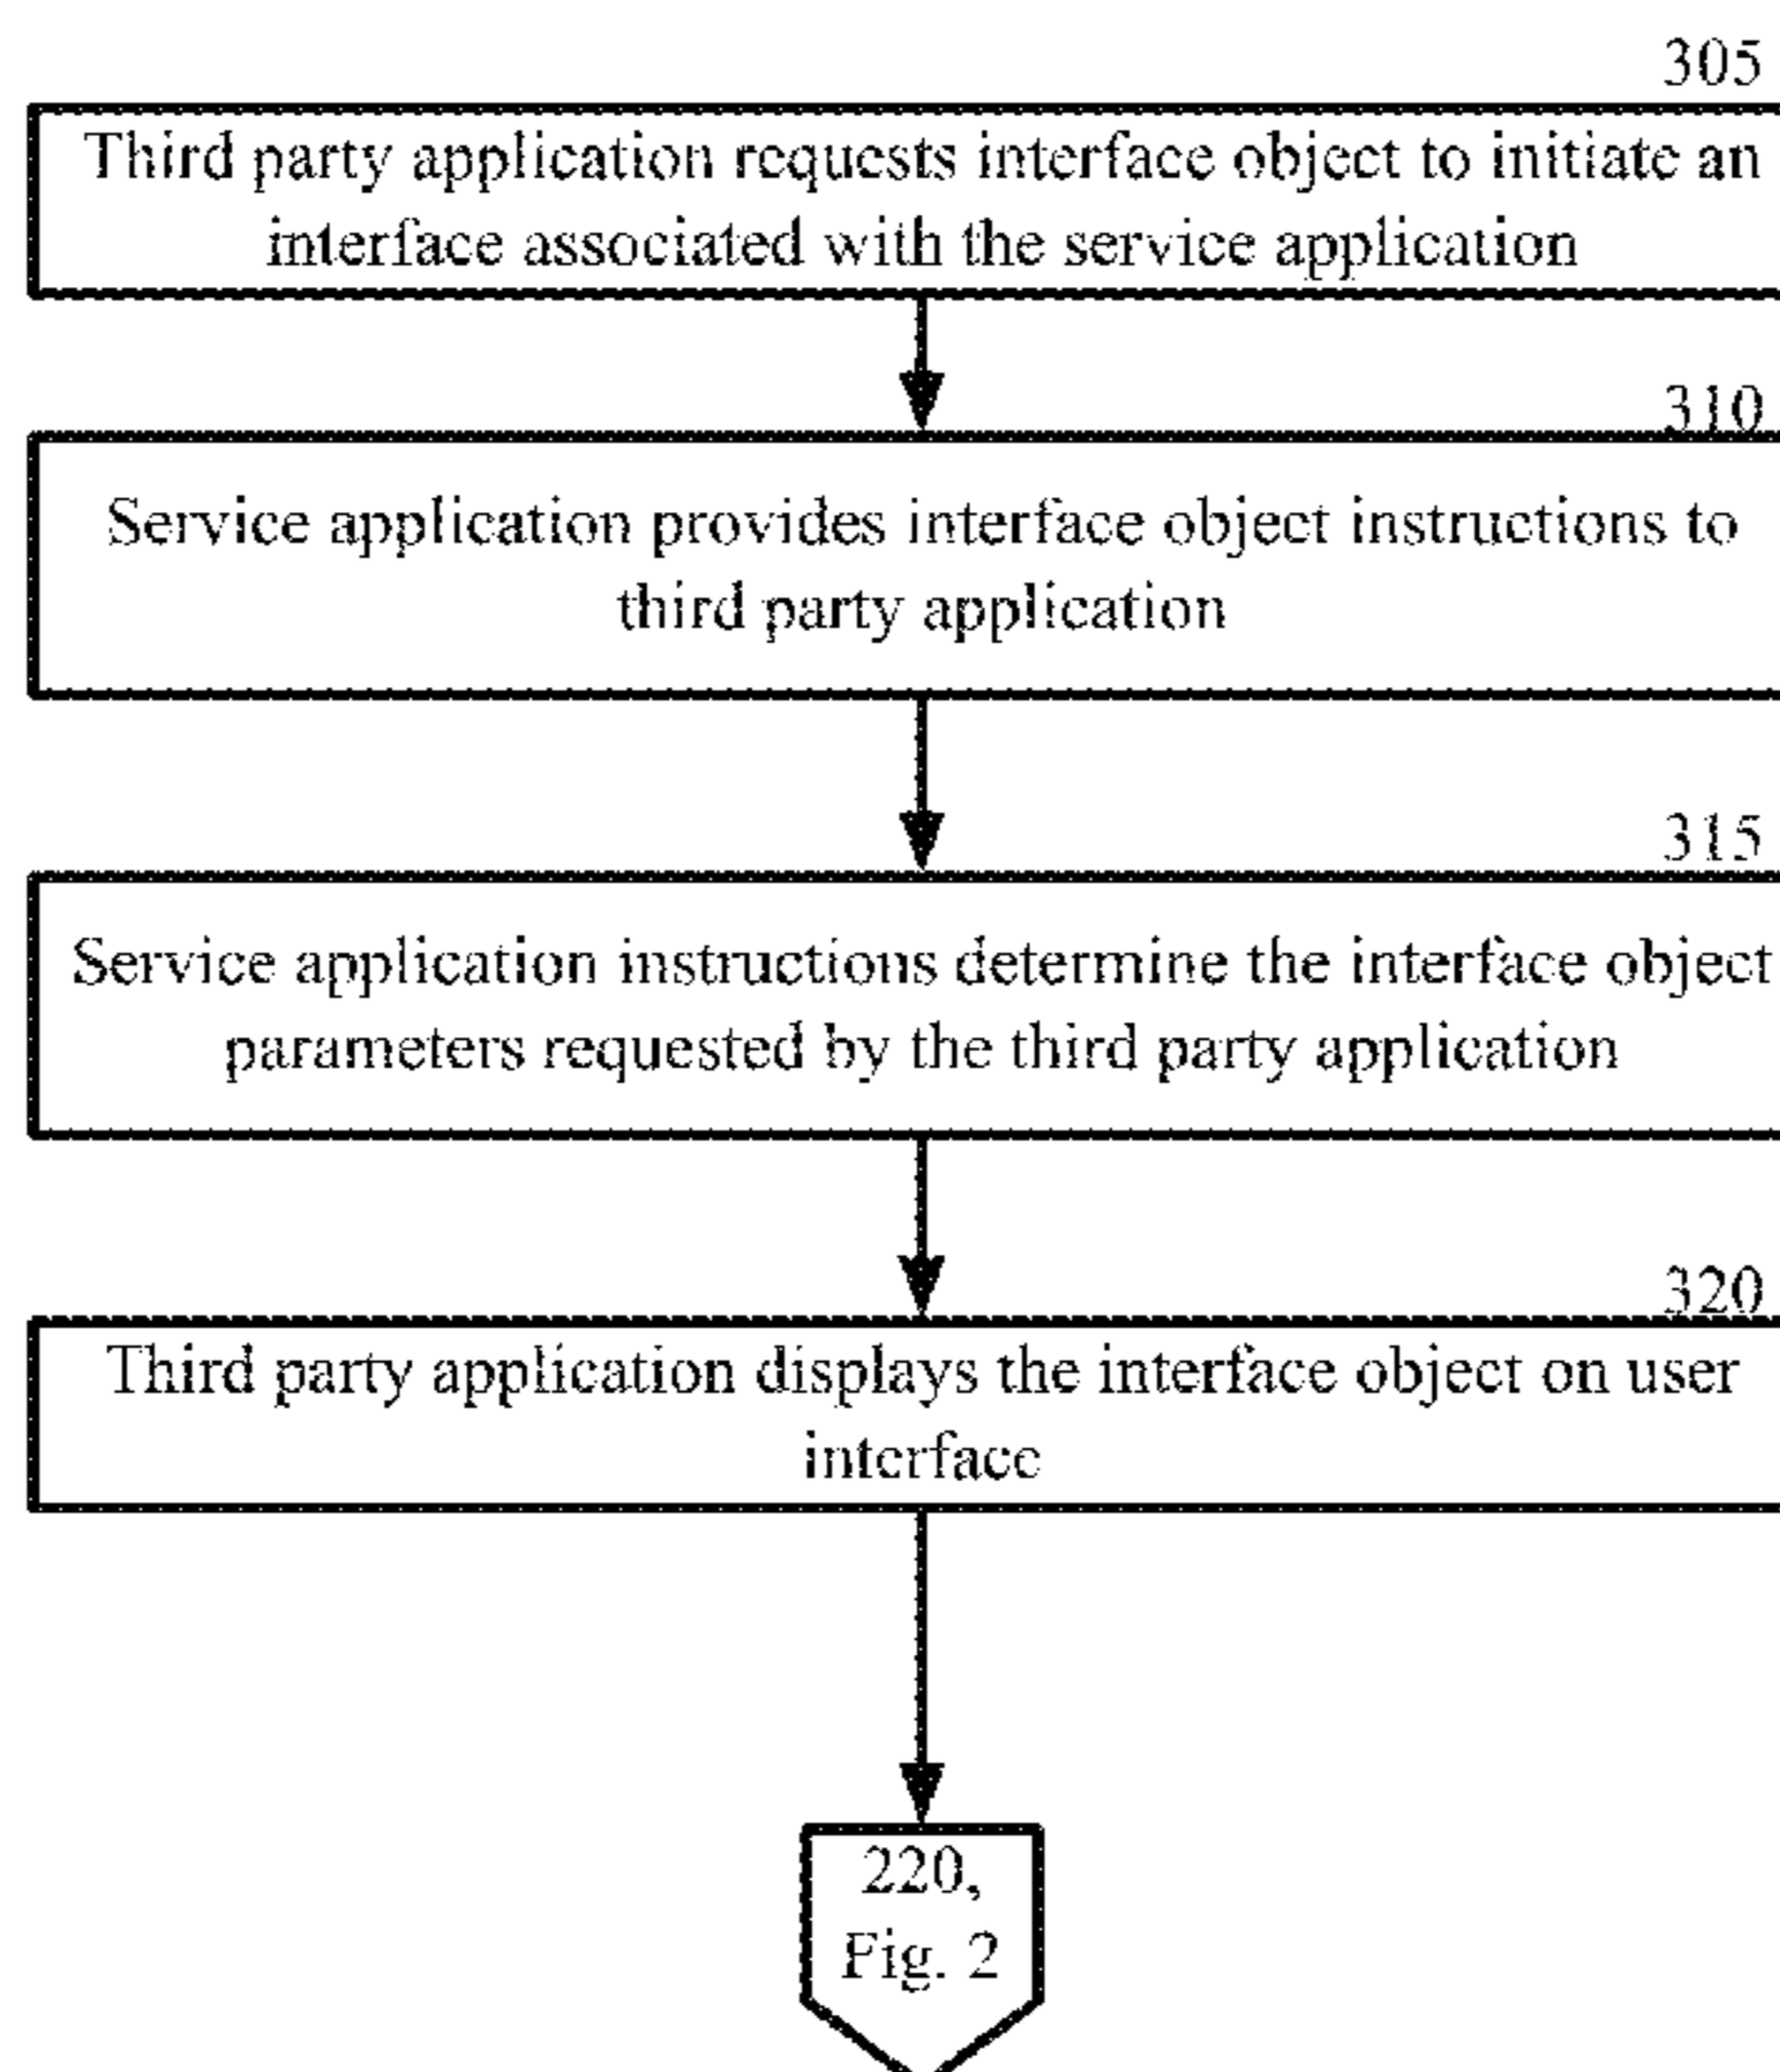 305
Third party application requests interface object to initiate an
interface associated with the service application
310
Service application provides interface object instructions to
third party application
315
Service application instructions determine the interface object
parameters requested by the third party application
320
Third party application displays the interface object on user
interface
220,
Fig. 2